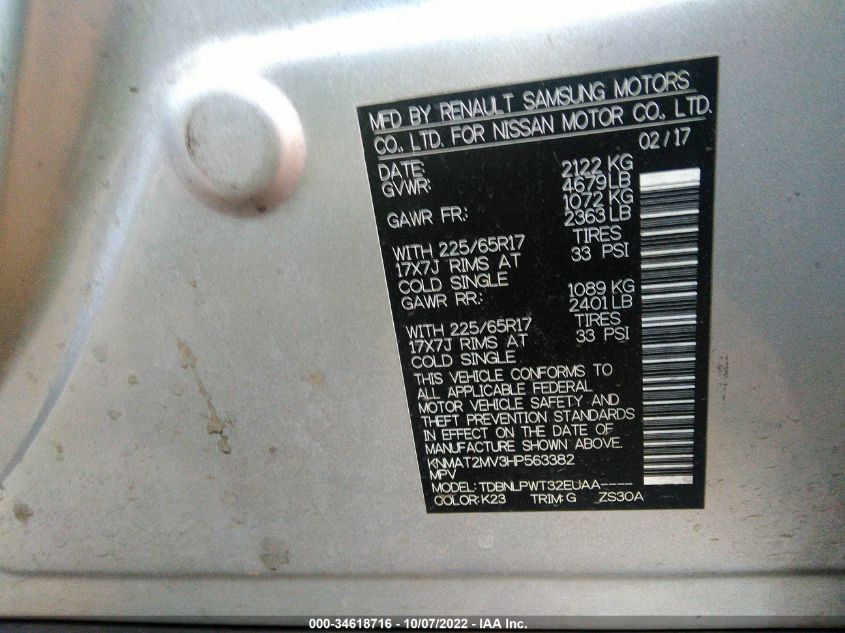 MFD BY RENAULT SAMSUNG MOTORS
CO., LTD. FOR NISSAN MOTOR CO., LTD.
DATE: 02/17
GVWR: 2122 KG
4679 LB
GAWR FR: 1072 KG
2363 LB
WITH 225/65R17 TIRES
17X7J RIMS AT 33 PSI
COLD SINGLE
GAWR RR: 1089 KG
2401 LB
WITH 225/65R17 TIRES
17X7J RIMS AT 33 PSI
COLD SINGLE
THIS VEHICLE CONFORMS TO
ALL APPLICABLE FEDERAL
MOTOR VEHICLE SAFETY AND
THEFT PREVENTION STANDARDS
IN EFFECT ON THE DATE OF
MANUFACTURE SHOWN ABOVE.
KNMAT2MV3HP563382
MPV
MODEL: TDBNLPWT32EUAA----
COLOR: K23 TRIM: G ZS30A
000-34618716 - 10/07/2022 - IAA Inc.